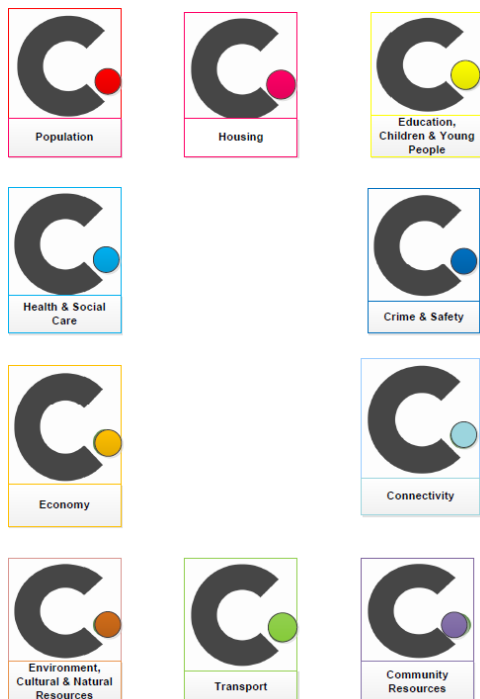 Population
Housing
Education,
Children & Young
People
Health & Social
Care
Crime & Safety
Economy
Connectivity
Environment,
Cultural & Natural
Resources
Transport
Community
Resources